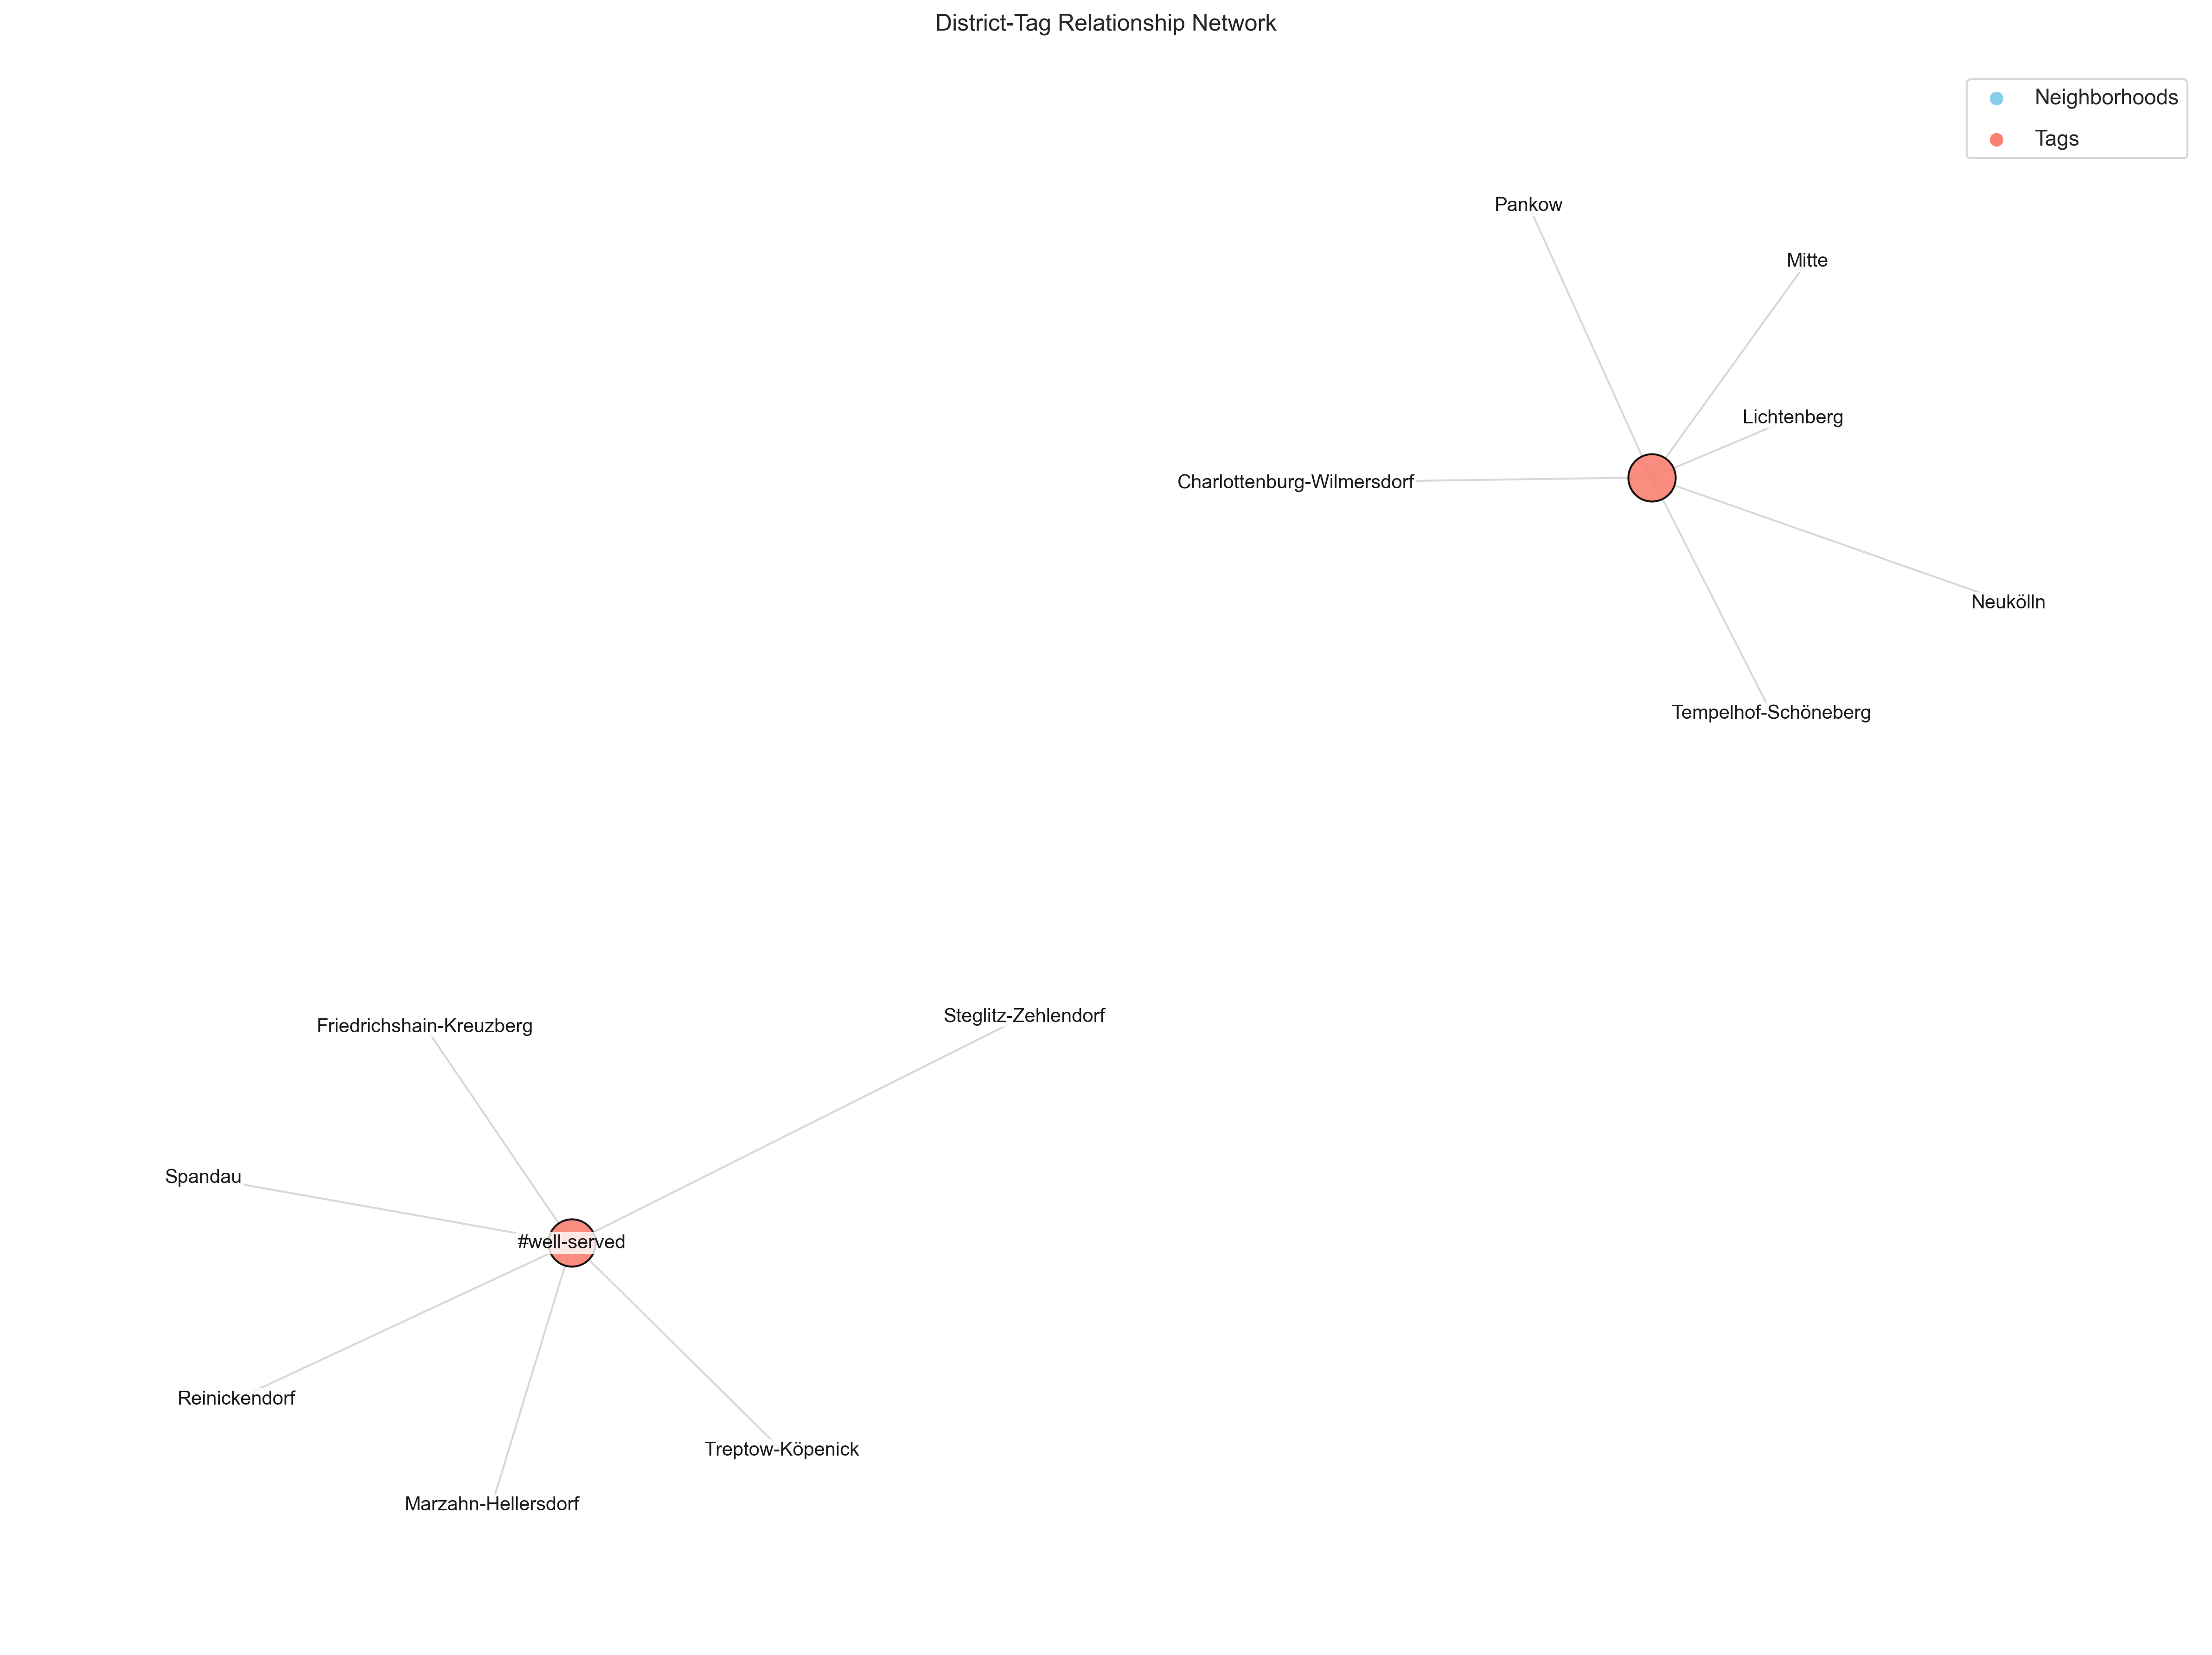 District-Tag Relationship Network
Neighborhoods
Tags
Pankow
Mitte
Lichtenberg
Charlottenburg-Wilmersdorf
Neukölln
Tempelhof-Schöneberg
Steglitz-Zehlendorf
Friedrichshain-Kreuzberg
Spandau
#well-served
Reinickendorf
Treptow-Köpenick
Marzahn-Hellersdorf